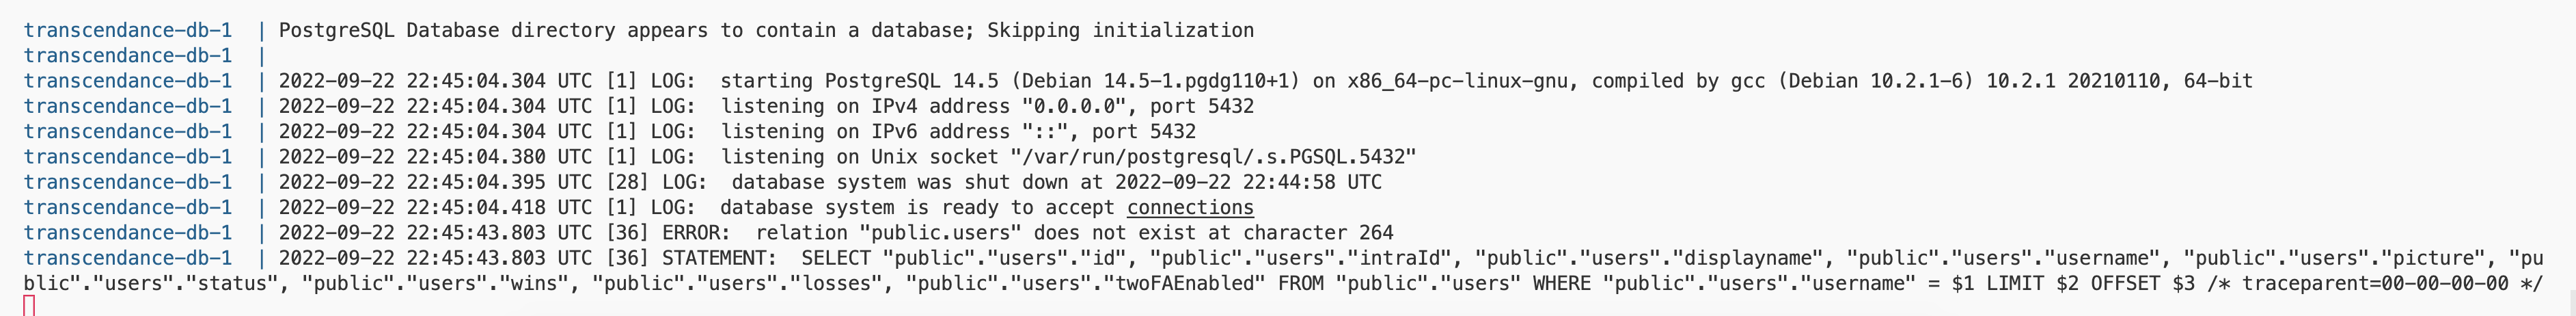 transcendance-db-1  | PostgreSQL Database directory appears to contain a database; Skipping initialization
transcendance-db-1  |
transcendance-db-1  | 2022-09-22 22:45:04.304 UTC [1] LOG:  starting PostgreSQL 14.5 (Debian 14.5-1.pgdg110+1) on x86_64-pc-linux-gnu, compiled by gcc (Debian 10.2.1-6) 10.2.1 20210110, 64-bit
transcendance-db-1  | 2022-09-22 22:45:04.304 UTC [1] LOG:  listening on IPv4 address "0.0.0.0", port 5432
transcendance-db-1  | 2022-09-22 22:45:04.304 UTC [1] LOG:  listening on IPv6 address "::", port 5432
transcendance-db-1  | 2022-09-22 22:45:04.380 UTC [1] LOG:  listening on Unix socket "/var/run/postgresql/.s.PGSQL.5432"
transcendance-db-1  | 2022-09-22 22:45:04.395 UTC [28] LOG:  database system was shut down at 2022-09-22 22:44:58 UTC
transcendance-db-1  | 2022-09-22 22:45:04.418 UTC [1] LOG:  database system is ready to accept connections
transcendance-db-1  | 2022-09-22 22:45:43.803 UTC [36] ERROR:  relation "public.users" does not exist at character 264
transcendance-db-1  | 2022-09-22 22:45:43.803 UTC [36] STATEMENT:  SELECT "public"."users"."id", "public"."users"."intraId", "public"."users"."displayname", "public"."users"."username", "public"."users"."picture", "pu
blic"."users"."status", "public"."users"."wins", "public"."users"."losses", "public"."users"."twoFAEnabled" FROM "public"."users" WHERE "public"."users"."username" = $1 LIMIT $2 OFFSET $3 /* traceparent=00-00-00-00 */